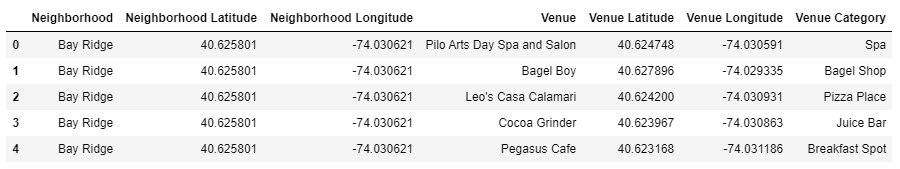 Neighborhood Neighborhood Latitude Neighborhood Longitude Venue Venue Latitude Venue Longitude Venue Category
0 Bay Ridge 40.625801 -74.030621 Pilo Arts Day Spa and Salon 40.624748 -74.030591 Spa
1 Bay Ridge 40.625801 -74.030621 Bagel Boy 40.627896 -74.029335 Bagel Shop
2 Bay Ridge 40.625801 -74.030621 Leo's Casa Calamari 40.624200 -74.030931 Pizza Place
3 Bay Ridge 40.625801 -74.030621 Cocoa Grinder 40.623967 -74.030863 Juice Bar
4 Bay Ridge 40.625801 -74.030621 Pegasus Cafe 40.623168 -74.031186 Breakfast Spot